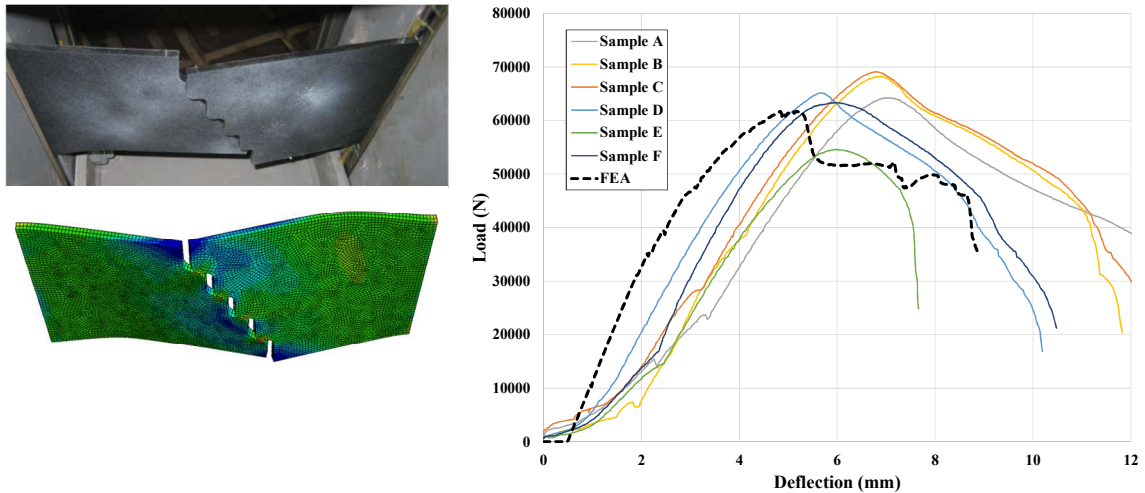 80000
70000
60000
50000
40000
30000
20000
10000
0
Load (N)
Sample A
Sample B
Sample C
Sample D
Sample E
Sample F
FEA
0
2
4
6
8
10
12
Deflection (mm)